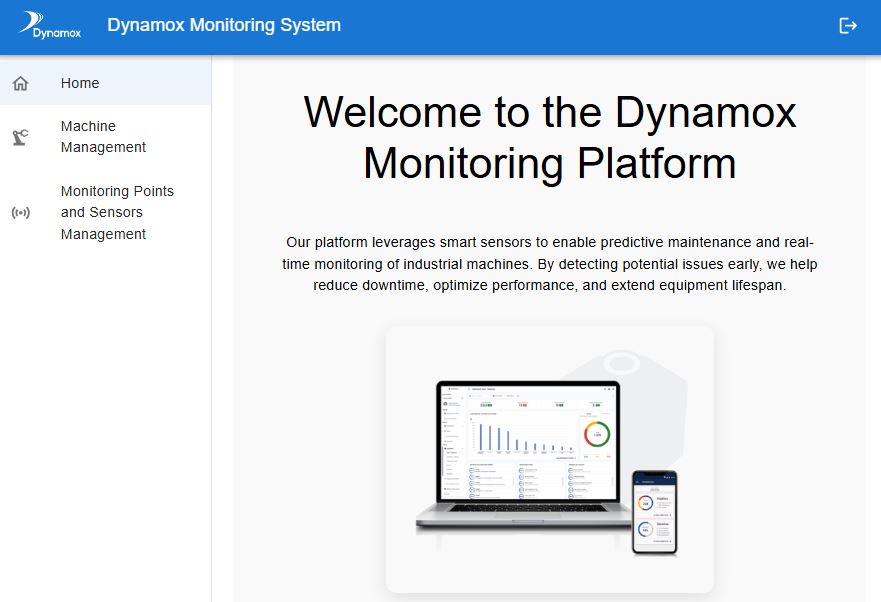 Dynamox
Dynamox Monitoring System
Home
Machine
Management
Monitoring Points
and Sensors
Management
Welcome to the Dynamox
Monitoring Platform
Our platform leverages smart sensors to enable predictive maintenance and real-
time monitoring of industrial machines. By detecting potential issues early, we help
reduce downtime, optimize performance, and extend equipment lifespan.